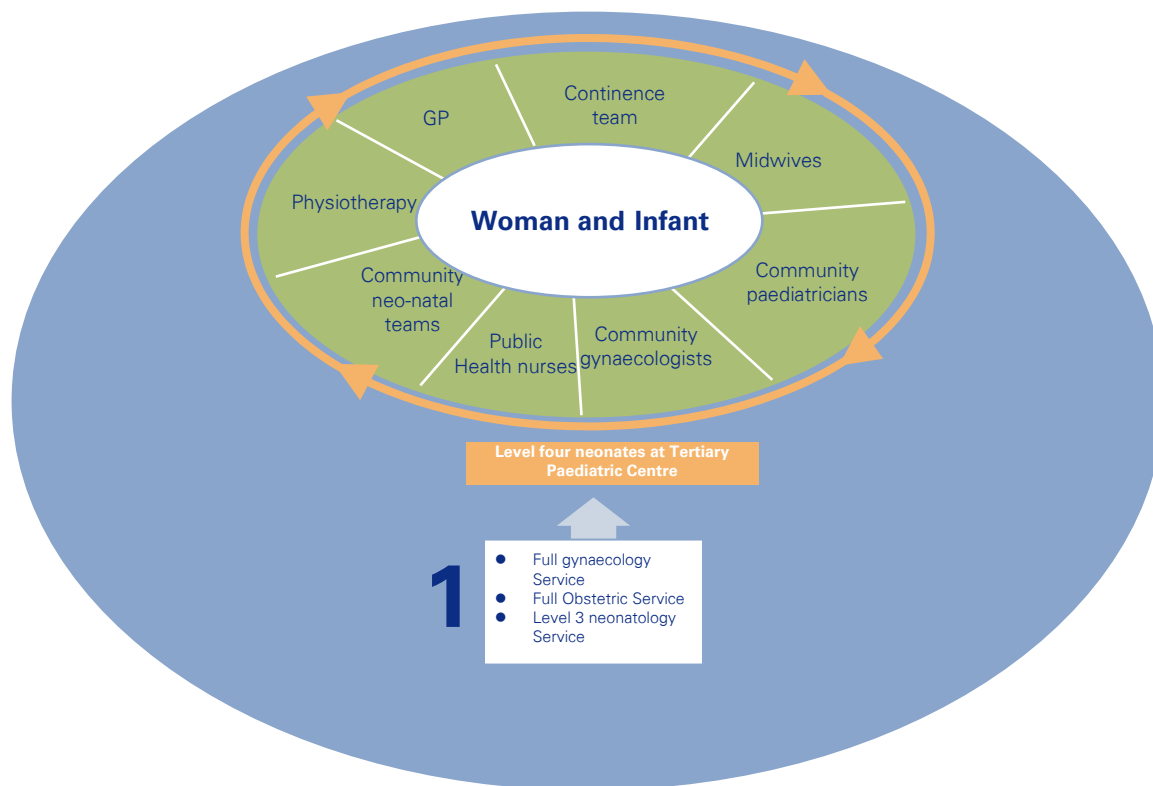 Continence
team
GP
Midwives
Physiotherapy
Woman and Infant
Community
paediatricians
Community
neo-natal
teams
Public
Health nurses
Community
gynaecologists
Level four neonates at Tertiary
Paediatric Centre
1
● Full gynaecology
Service
● Full Obstetric Service
● Level 3 neonatology
Service